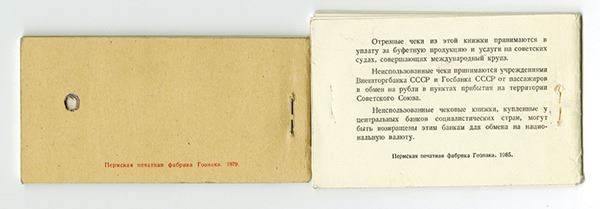 Пермская печатная фабрика Гознака. 1979.
Отрезные чеки из этой книжки принимаются в
уплату за буфетную продукцию и услуги на советских
судах, совершающих международный круиз.
Неиспользованные чеки принимаются учреждениями
Внешторгбанка СССР и Госбанка СССР от пассажиров
в обмен на рубли в пунктах прибытия на территории
Советского Союза.
Неиспользованные чековые книжки, купленные у
центральных банков социалистических стран, могут
быть возвращены этим банкам для обмена на нацио-
нальную валюту.
Пермская печатная фабрика Гознака. 1985.